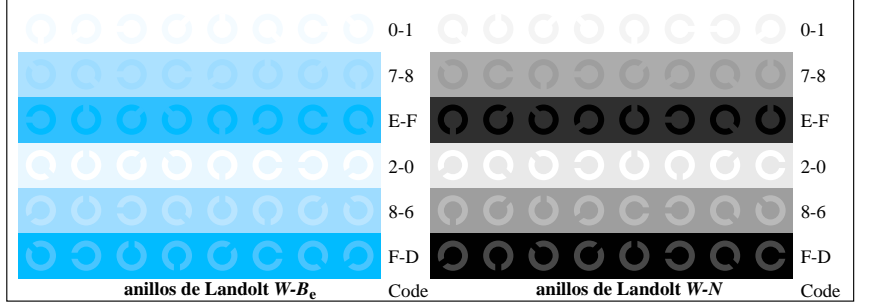 0-1 0-1
7-8 7-8
E-F E-F
2-0 2-0
8-6 8-6
F-D F-D
anillos de Landolt W-Be Code anillos de Landolt W-N Code